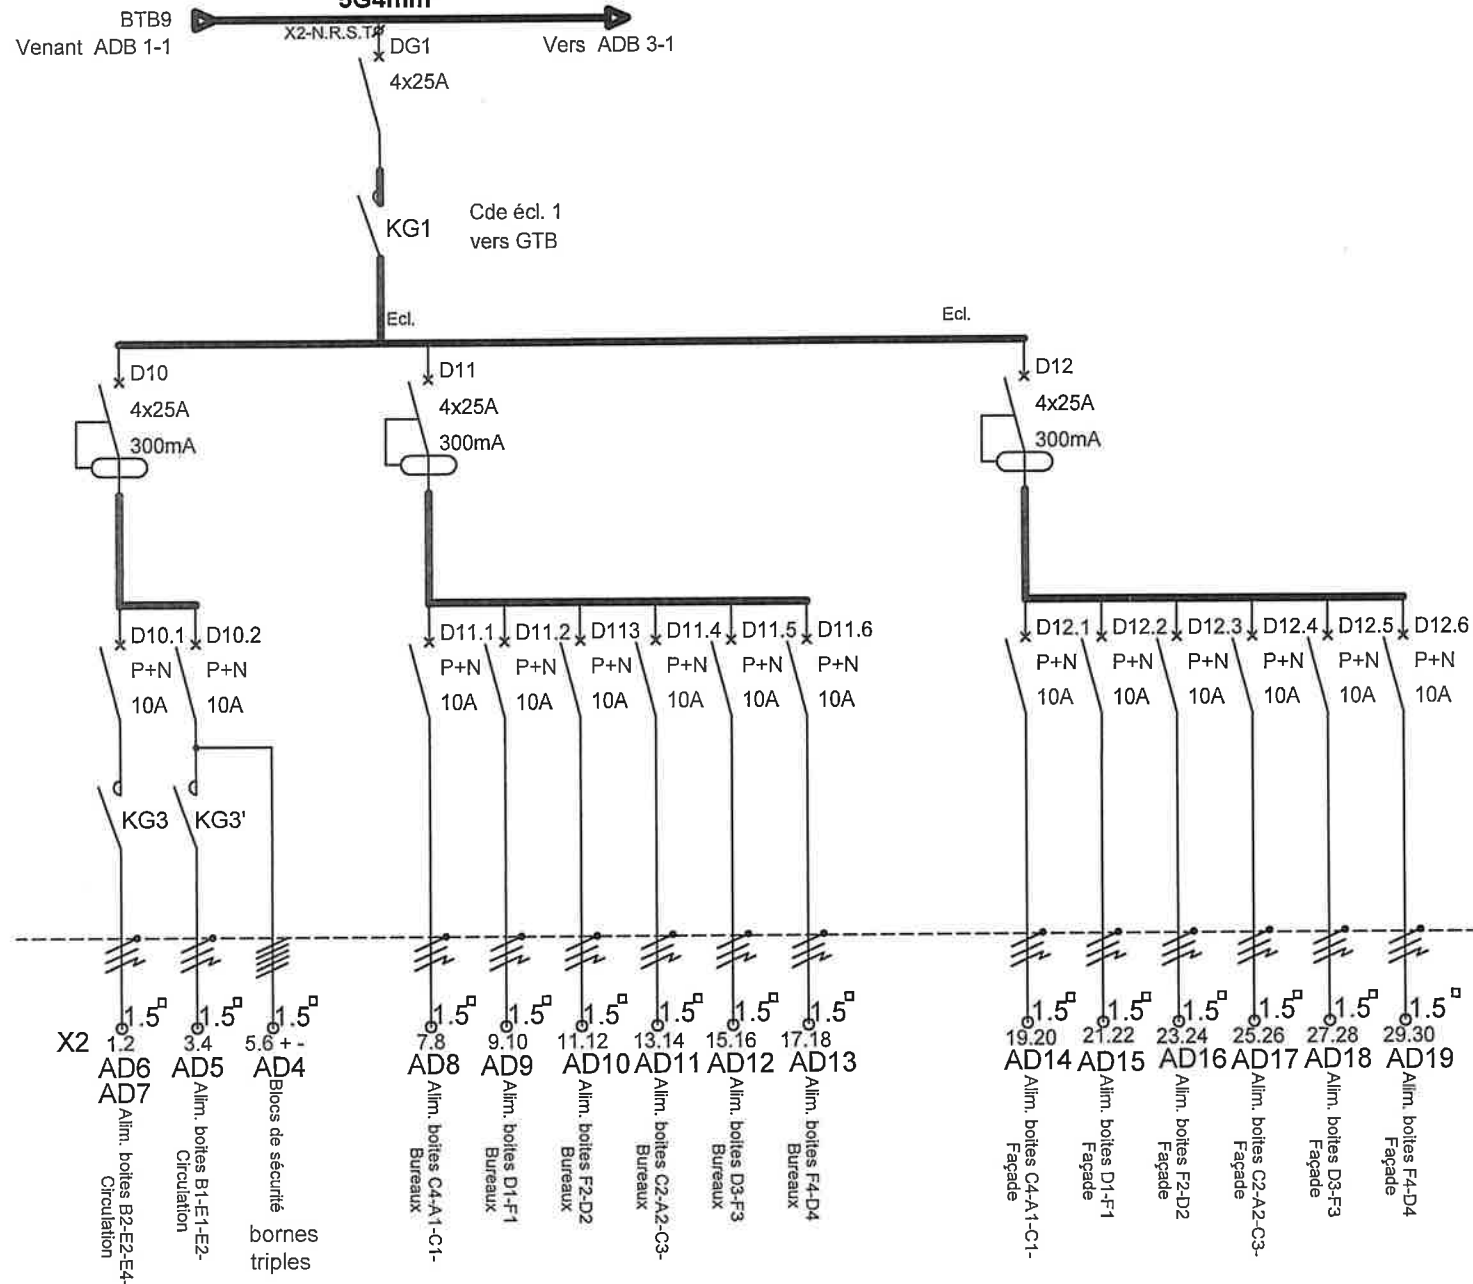 5G4mm
BTB9
Venant ADB 1-1
X2-N.R.S.T
Vers ADB 3-1
DG1
4x25A
KG1
Cde écl. 1
vers GTB
Ecl.
Ecl.
D10
4x25A
300mA
D11
4x25A
300mA
D12
4x25A
300mA
D10.1
P+N
10A
D10.2
P+N
10A
D11.1
P+N
10A
D11.2
P+N
10A
D113
P+N
10A
D11.4
P+N
10A
D11.5
P+N
10A
D11.6
P+N
10A
D12.1
P+N
10A
D12.2
P+N
10A
D12.3
P+N
10A
D12.4
P+N
10A
D12.5
P+N
10A
D12.6
P+N
10A
KG3
KG3'
1.5 1.5 1.5 1.5 1.5 1.5 1.5 1.5 1.5 1.5 1.5 1.5 1.5 1.5 1.5
X2 1.2 3.4 5.6 + - 7.8 9.10 11.12 13.14 15.16 17.18 19.20 21.22 23.24 25.26 27.28 29.30
AD6 AD5 AD4 AD8 AD9 AD10 AD11 AD12 AD13 AD14 AD15 AD16 AD17 AD18 AD19
AD7
Alim. boites B2-E2-E4-
Circulation
Alim. boites B1-E1-E2-
Circulation
Blocs de sécurité
bornes
triples
Alim. boites C4-A1-C1-
Bureaux
Alim. boites D1-F1
Bureaux
Alim. boites F2-D2
Bureaux
Alim. boites C2-A2-C3-
Bureaux
Alim. boites D3-F3
Bureaux
Alim. boites F4-D4
Bureaux
Alim. boites C4-A1-C1-
Façade
Alim. boites D1-F1
Façade
Alim. boites F2-D2
Façade
Alim. boites C2-A2-C3-
Façade
Alim. boites D3-F3
Façade
Alim. boites F4-D4
Façade